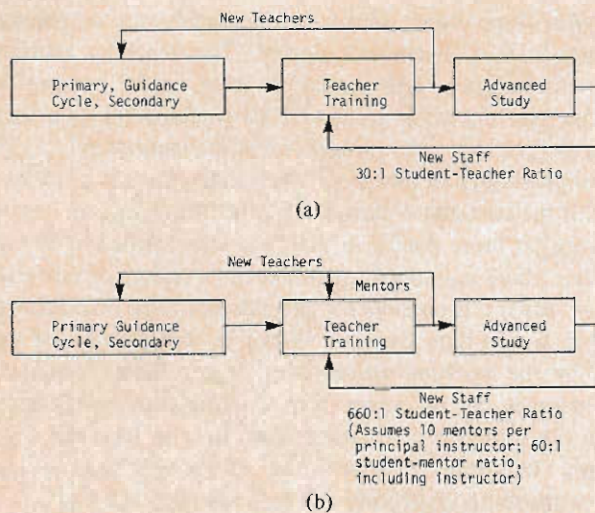 New Teachers
Primary, Guidance
Cycle, Secondary
Teacher
Training
Advanced
Study
New Staff
30:1 Student-Teacher Ratio
(a)
New Teachers
Mentors
Primary Guidance
Cycle, Secondary
Teacher
Training
Advanced
Study
New Staff
660:1 Student-Teacher Ratio
(Assumes 10 mentors per
principal instructor; 60:1
student-mentor ratio,
including instructor)
(b)